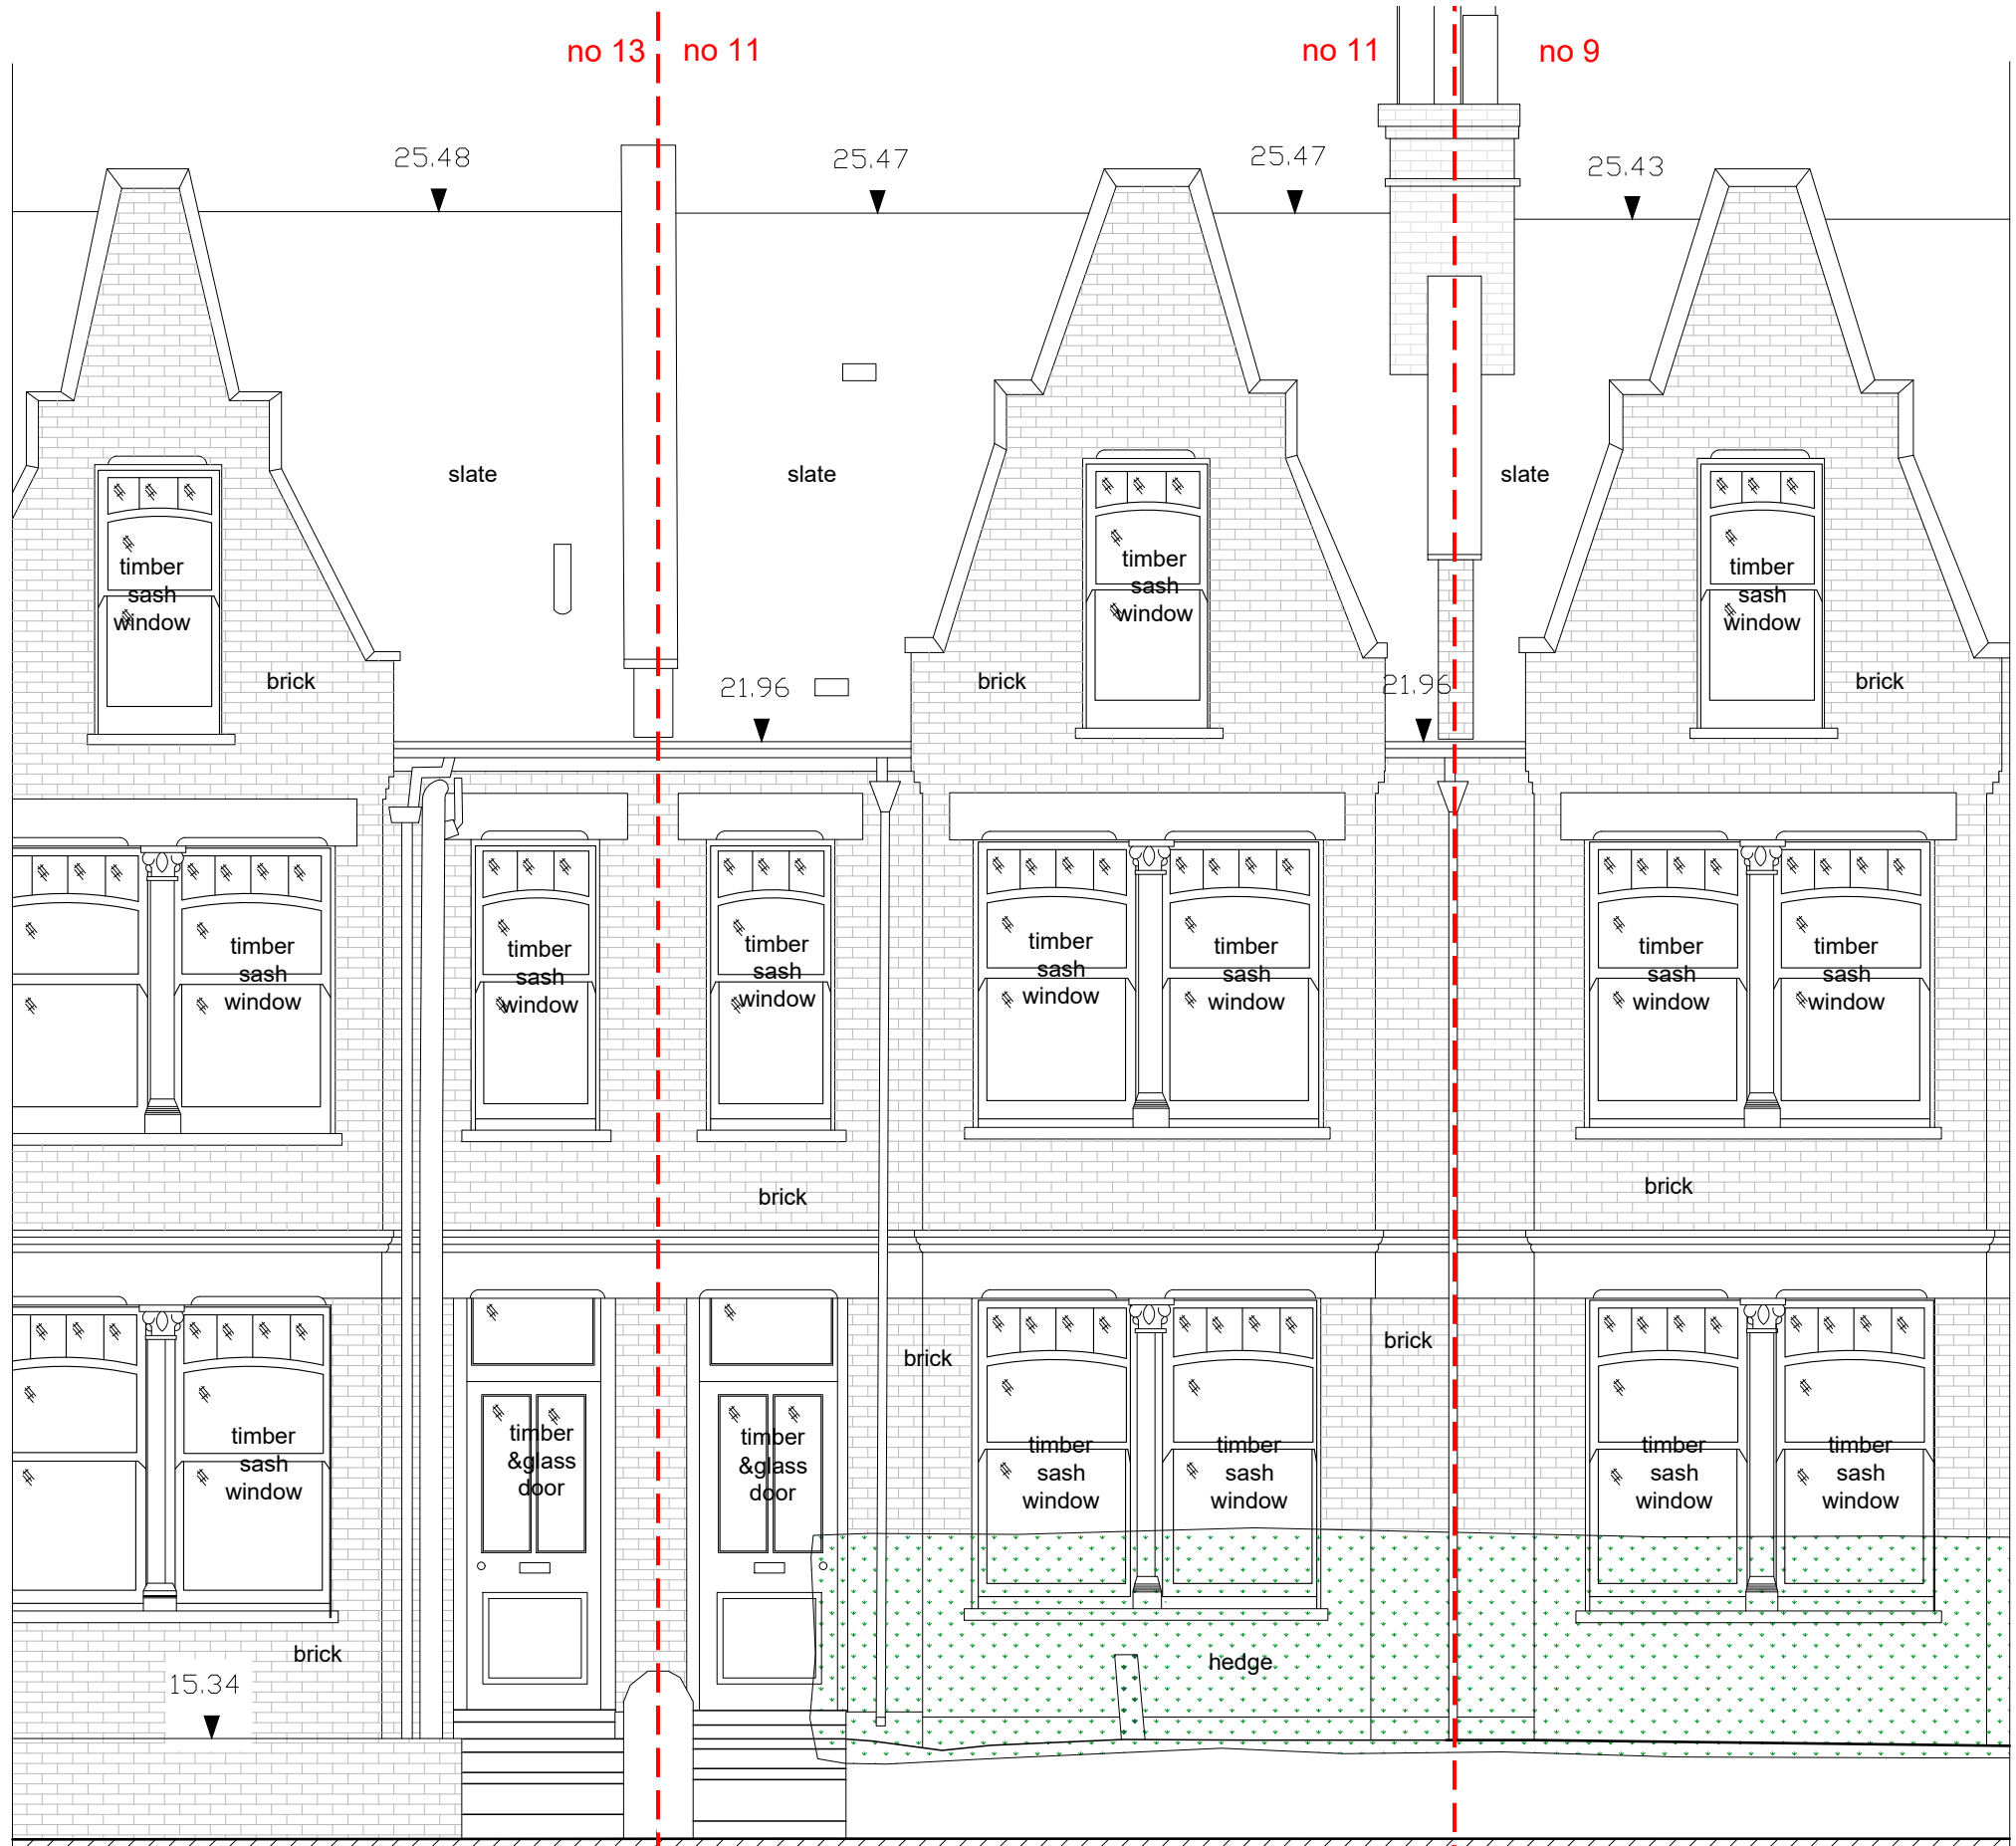 no 13
no 11
no 11
no 9
25.48
25.47
25.47
25.43
slate
slate
slate
timber
sash
window
timber
sash
window
timber
sash
window
brick
brick
brick
21.96
21.96
timber
sash
window
timber
sash
window
timber
sash
window
timber
sash
window
timber
sash
window
timber
sash
window
timber
sash
window
brick
brick
brick
brick
timber
sash
window
timber
&glass
door
timber
&glass
door
timber
sash
window
timber
sash
window
timber
sash
window
timber
sash
window
brick
hedge
15.34